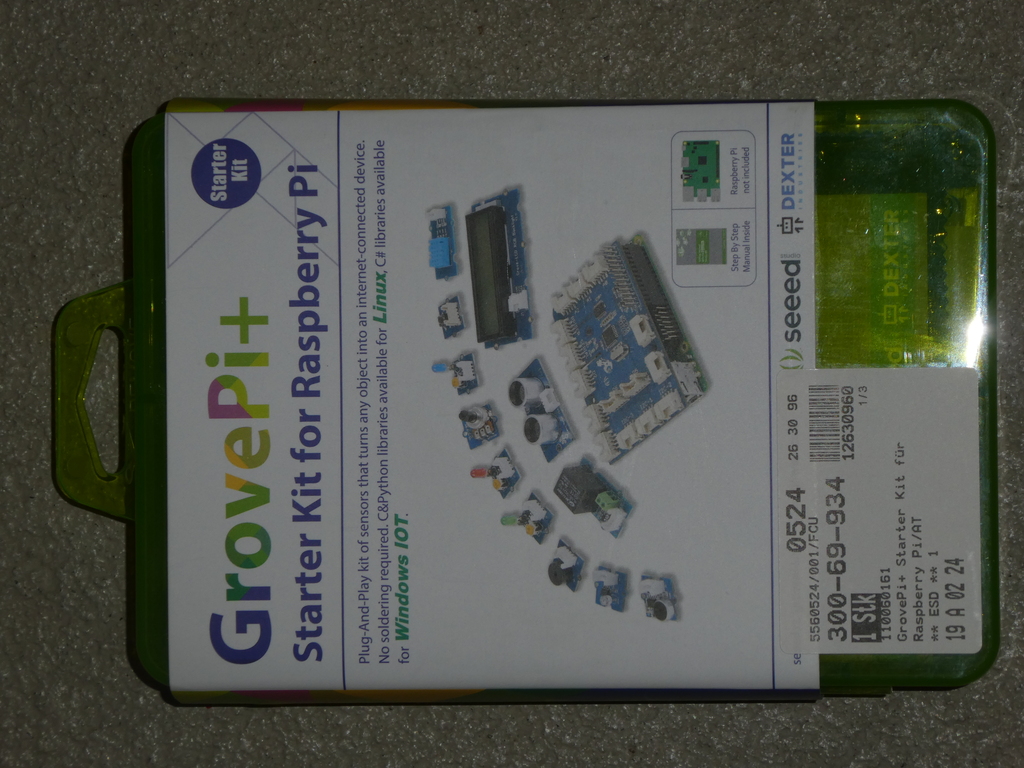 Starter
Kit
GrovePi+
Starter Kit for Raspberry Pi
Plug-And-Play kit of sensors that turns any object into an internet-connected device.
No soldering required. C&Python libraries available for Linux, C# libraries available
for Windows IOT.
Step By Step
Manual Inside
Raspberry Pi
not included
se
seeed
DEXTER
INDUSTRIES
DEXTER
5560524/001/FCU
0524
26 30 96
300-69-934
1 Stk
12630960
1/3
110060161
GrovePi+ Starter Kit für
Raspberry Pi/AT
** ESD ** 1
19 A 02 24